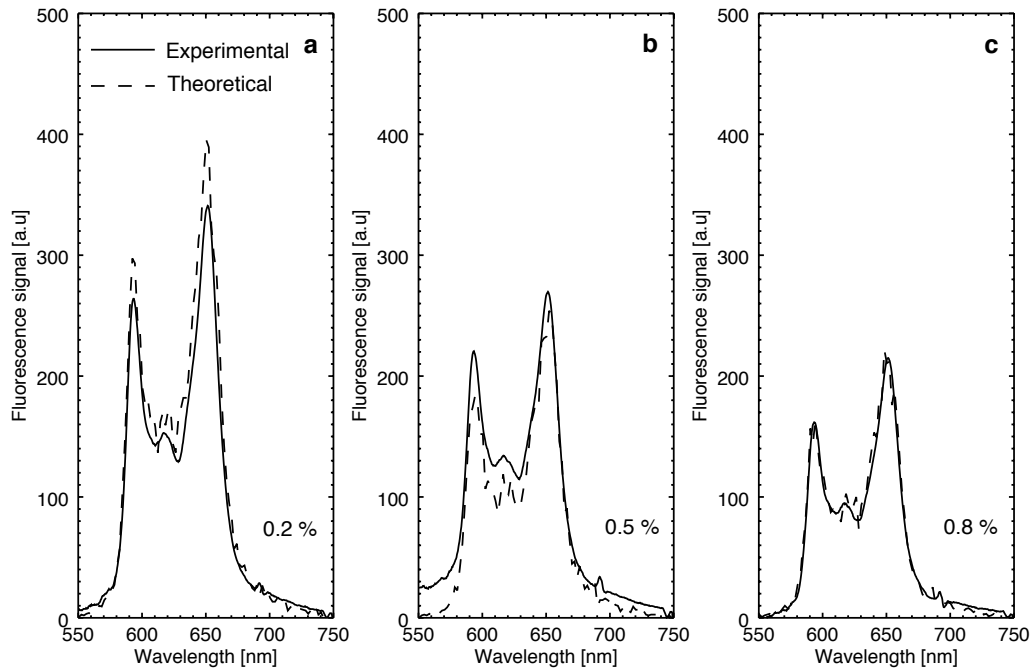 a
Experimental
Theoretical
Fluorescence signal [a.u]
500
400
300
200
100
0
0.2 %
550 600 650 700 750
Wavelength [nm]
b
Fluorescence signal [a.u]
500
400
300
200
100
0
0.5 %
550 600 650 700 750
Wavelength [nm]
c
Fluorescence signal [a.u]
500
400
300
200
100
0
0.8 %
550 600 650 700 750
Wavelength [nm]